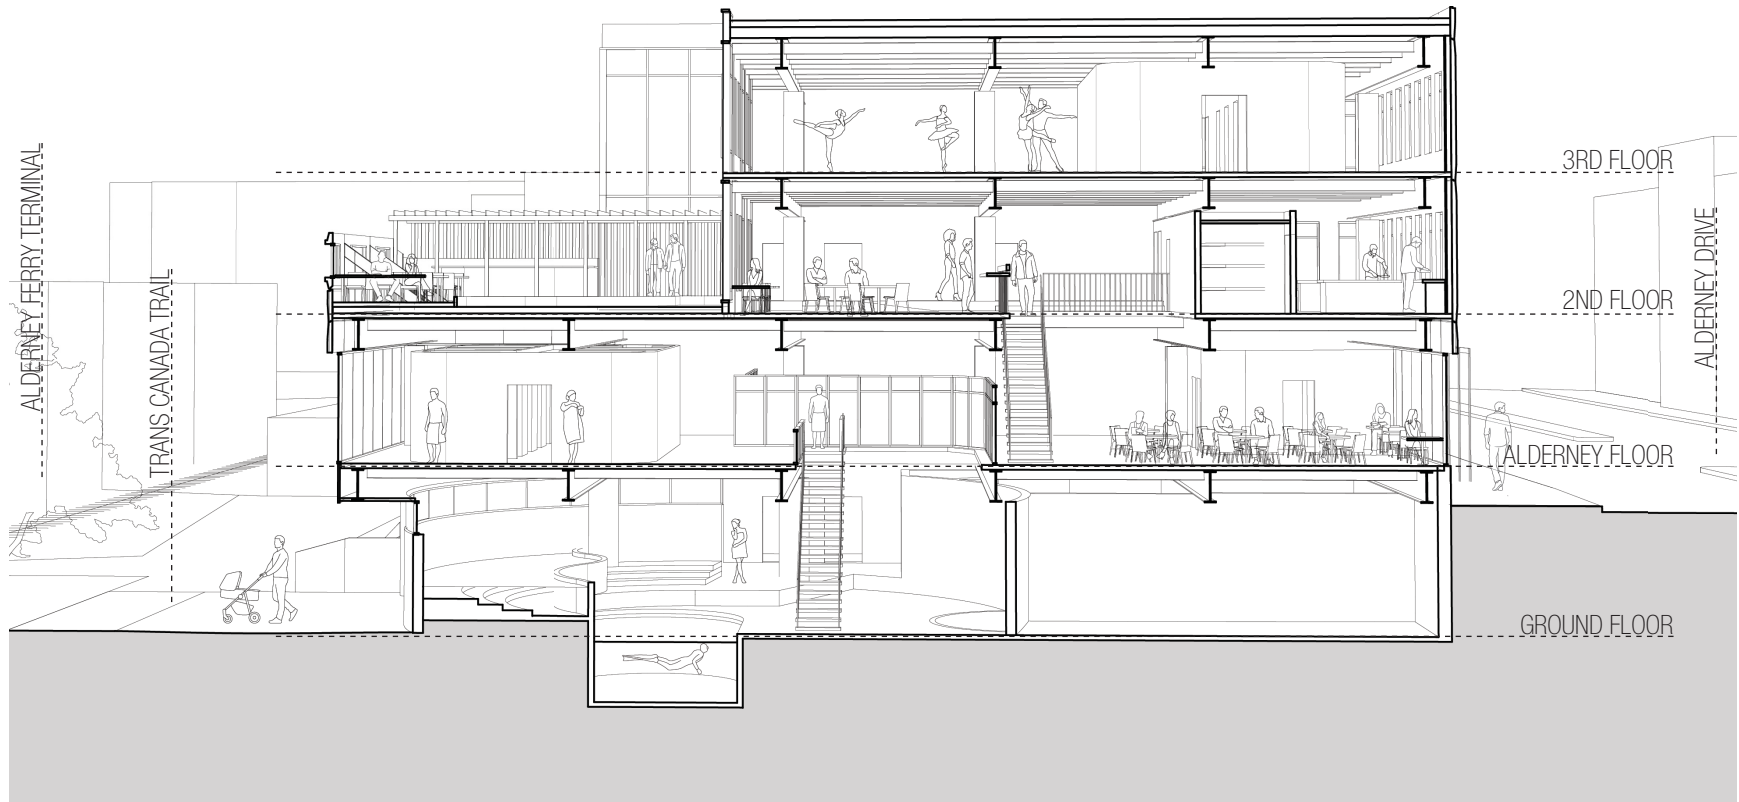 ALDERNEY FERRY TERMINAL
TRANS CANADA TRAIL
3RD FLOOR
2ND FLOOR
ALDERNEY FLOOR
GROUND FLOOR
ALDERNEY DRIVE